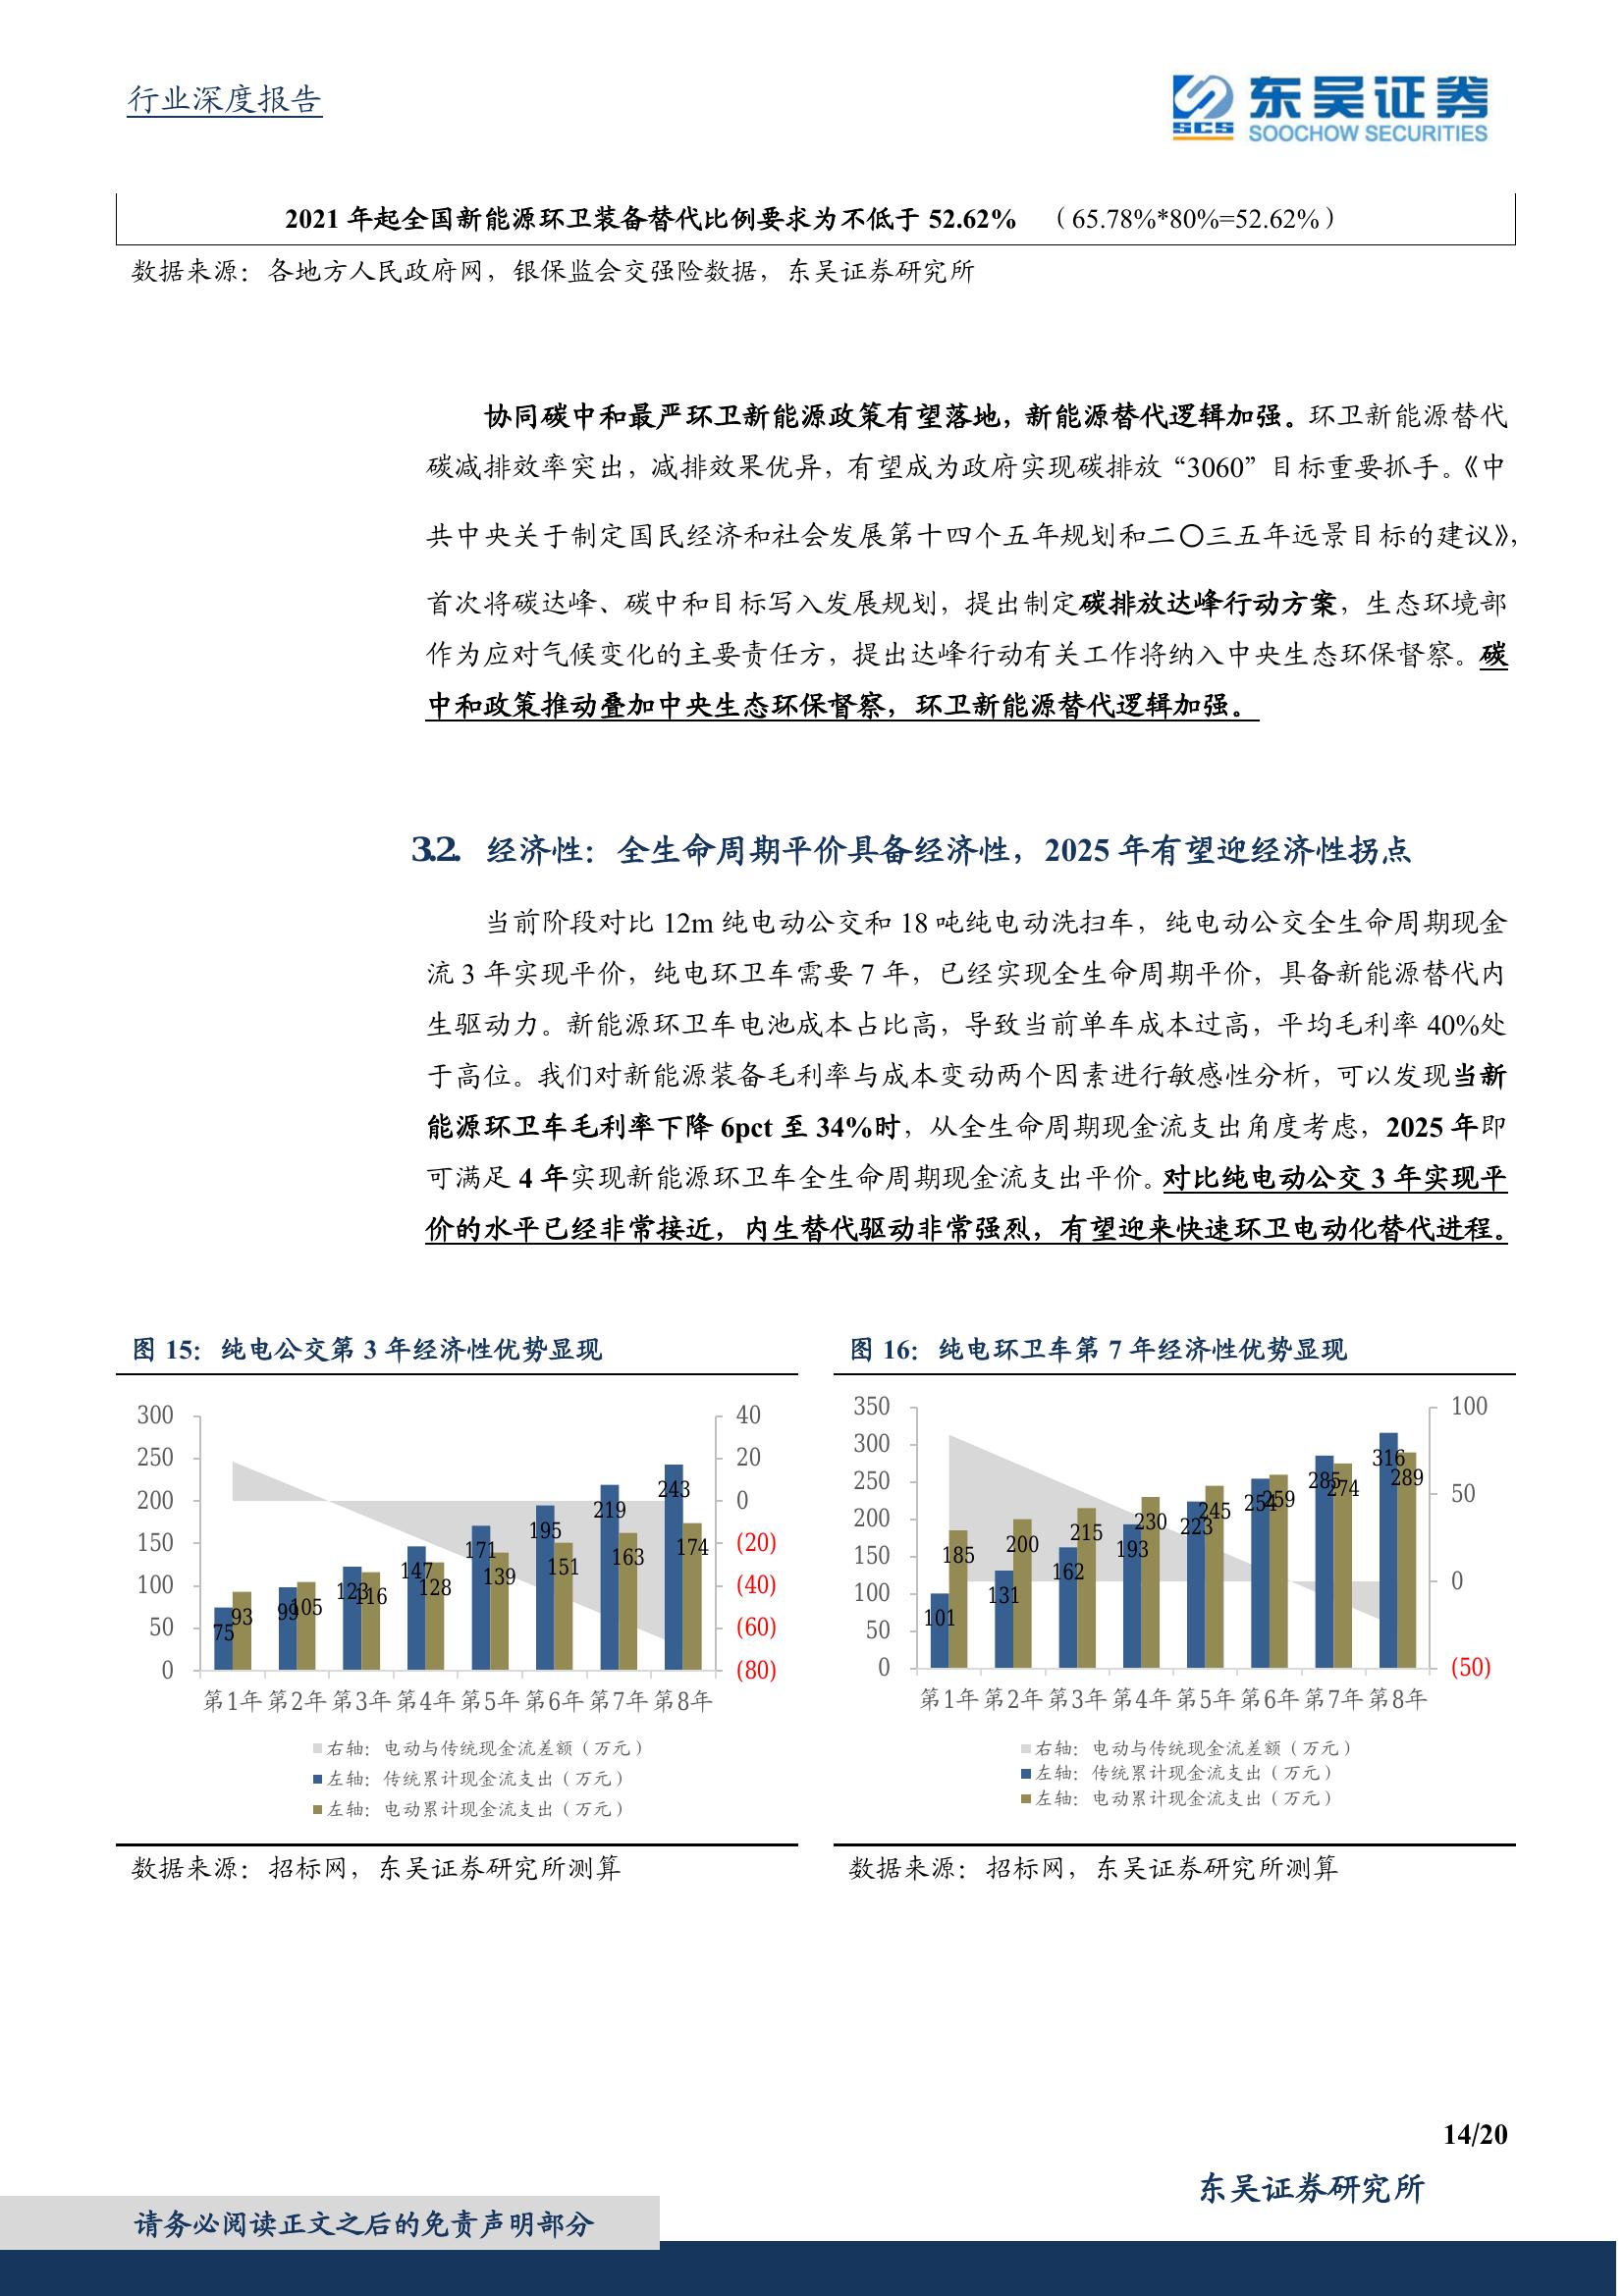 行业深度报告
东吴证券
SCS
SOOCHOW SECURITIES
2021 年起全国新能源环卫装备替代比例要求为不低于 52.62% （65.78%*80%=52.62%）
数据来源：各地方人民政府网，银保监会交强险数据，东吴证券研究所
协同碳中和最严环卫新能源政策有望落地，新能源替代逻辑加强。环卫新能源替代
碳减排效率突出，减排效果优异，有望成为政府实现碳排放“3060”目标重要抓手。《中
共中央关于制定国民经济和社会发展第十四个五年规划和二〇三五年远景目标的建议》，
首次将碳达峰、碳中和目标写入发展规划，提出制定碳排放达峰行动方案，生态环境部
作为应对气候变化的主要责任方，提出达峰行动有关工作将纳入中央生态环保督察。碳
中和政策推动叠加中央生态环保督察，环卫新能源替代逻辑加强。
3.2. 经济性：全生命周期平价具备经济性，2025 年有望迎经济性拐点
当前阶段对比 12m 纯电动公交和 18 吨纯电动洗扫车，纯电动公交全生命周期现金
流 3 年实现平价，纯电环卫车需要 7 年，已经实现全生命周期平价，具备新能源替代内
生驱动力。新能源环卫车电池成本占比高，导致当前单车成本过高，平均毛利率 40%处
于高位。我们对新能源装备毛利率与成本变动两个因素进行敏感性分析，可以发现当新
能源环卫车毛利率下降 6pct 至 34%时，从全生命周期现金流支出角度考虑，2025 年即
可满足 4 年实现新能源环卫车全生命周期现金流支出平价。对比纯电动公交 3 年实现平
价的水平已经非常接近，内生替代驱动非常强烈，有望迎来快速环卫电动化替代进程。
图 15：纯电公交第 3 年经济性优势显现
300
250
200
150
100
50
0
75
93
99
105
123
116
147
128
171
139
195
151
219
163
243
174
40
20
0
(20)
(40)
(60)
(80)
第1年 第2年 第3年 第4年 第5年 第6年 第7年 第8年
右轴：电动与传统现金流差额（万元）
左轴：传统累计现金流支出（万元）
左轴：电动累计现金流支出（万元）
数据来源：招标网，东吴证券研究所测算
图 16：纯电环卫车第 7 年经济性优势显现
350
300
250
200
150
100
50
0
101
185
131
200
162
215
193
230
223
245
254
259
285
274
316
289
100
50
0
(50)
第1年 第2年 第3年 第4年 第5年 第6年 第7年 第8年
右轴：电动与传统现金流差额（万元）
左轴：传统累计现金流支出（万元）
左轴：电动累计现金流支出（万元）
数据来源：招标网，东吴证券研究所测算
14/20
东吴证券研究所
请务必阅读正文之后的免责声明部分